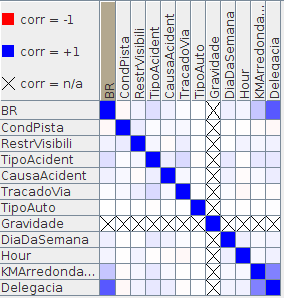 corr = -1
corr = +1
corr = n/a
BR
CondPista
RestrVisibili
TipoAcident
CausaAcident
TracadoVia
TipoAuto
Gravidade
DiaDaSemana
Hour
KMArredonda
Delegacia
BR
CondPista
RestrVisibili
TipoAcident
CausaAcident
TracadoVia
TipoAuto
Gravidade
DiaDaSemana
Hour
KMArredonda...
Delegacia